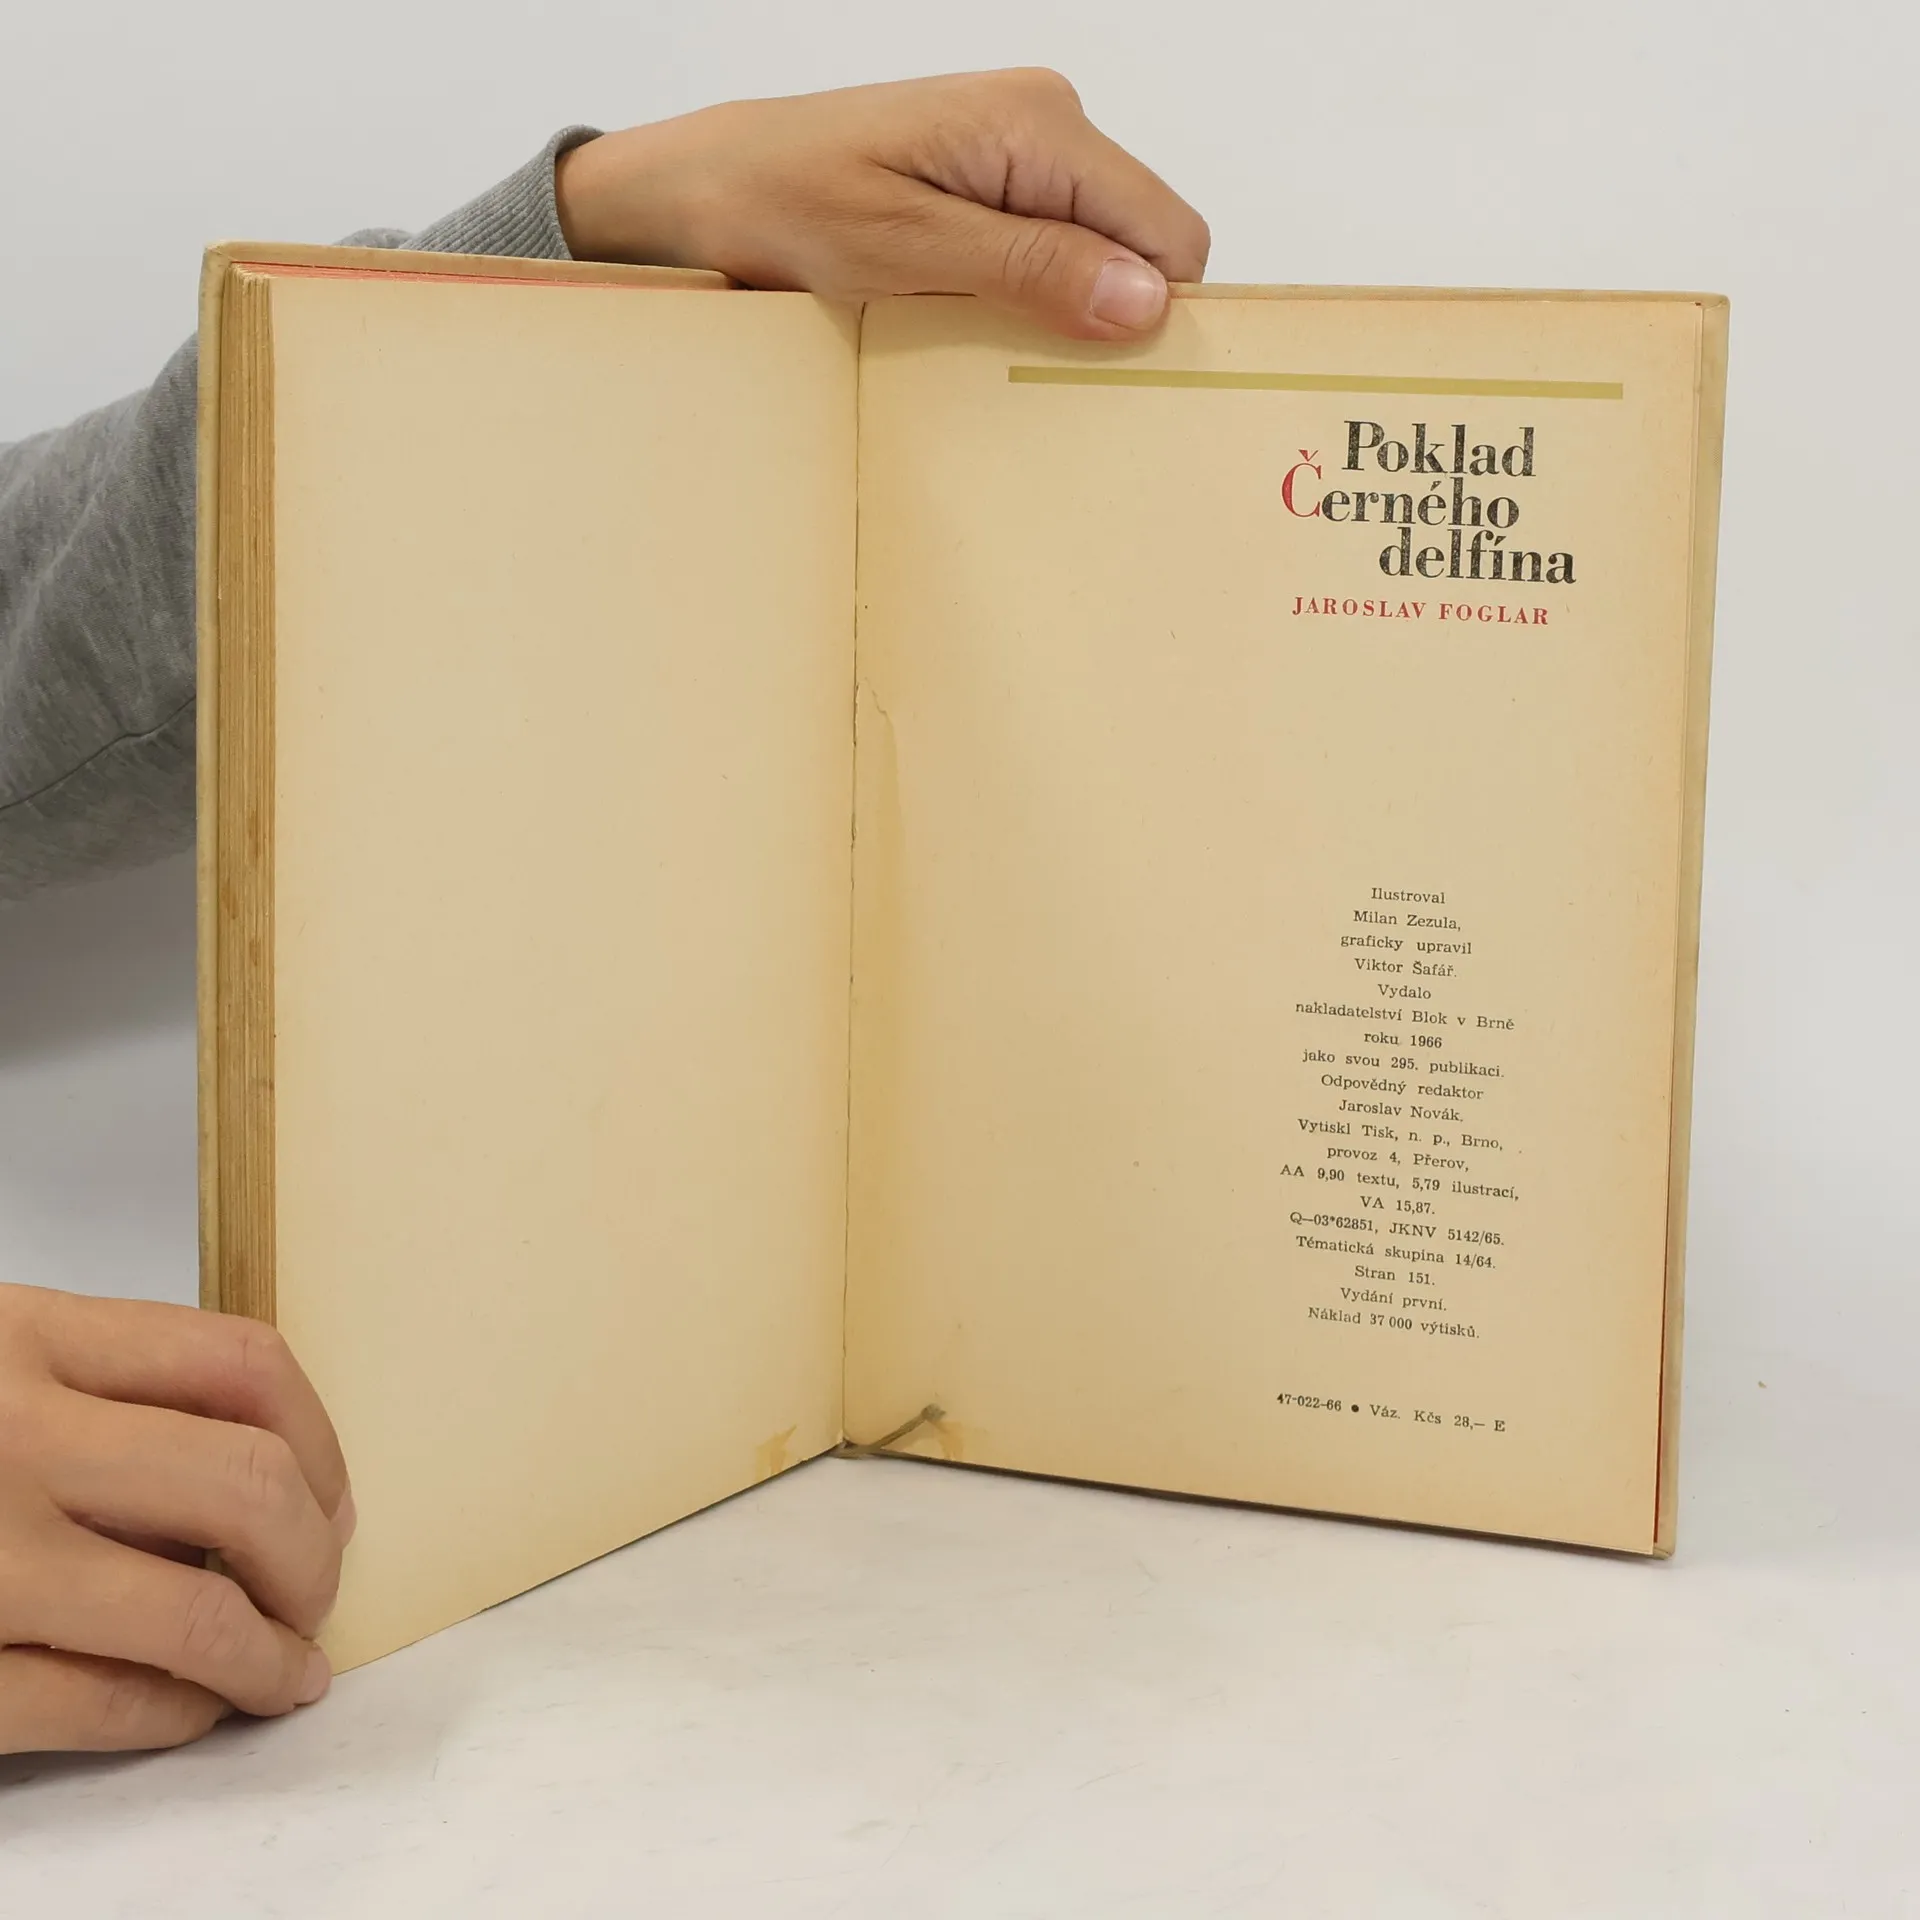 Poklad
Černého
delfína
JAROSLAV FOGLAR
Ilustroval
Milan Zezula,
graficky upravil
Viktor Šafář.
Vydalo
nakladatelství Blok v Brně
roku 1966
jako svou 295. publikaci.
Odpovědný redaktor
Jaroslav Novák.
Vytiskl Tisk, n. p., Brno,
provoz 4, Přerov,
AA 9,90 textu, 5,79 ilustrací,
VA 15,87.
Q—03*62851, JKNV 5142/65.
Tématická skupina 14/64.
Stran 151.
Vydání první.
Náklad 37 000 výtisků.
47-022-66 ● Váz. Kčs 28,— E